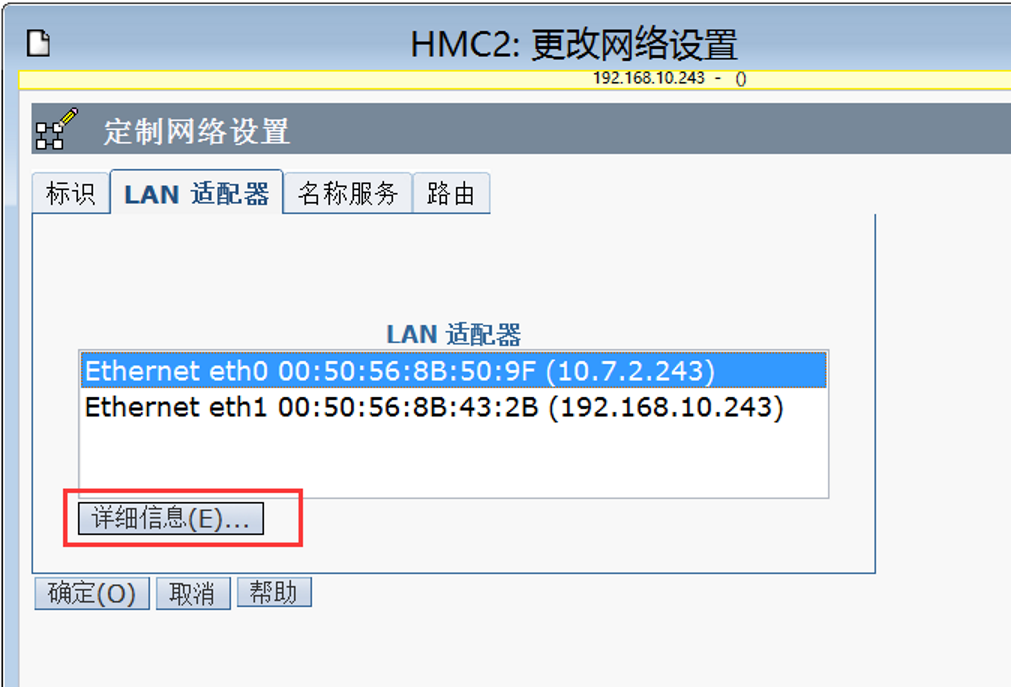 HMC2: 更改网络设置
192.168.10.243 - ()
定制网络设置
标识 LAN 适配器 名称服务 路由
LAN 适配器
Ethernet eth0 00:50:56:8B:50:9F (10.7.2.243)
Ethernet eth1 00:50:56:8B:43:2B (192.168.10.243)
详细信息(E)...
确定(O) 取消 帮助